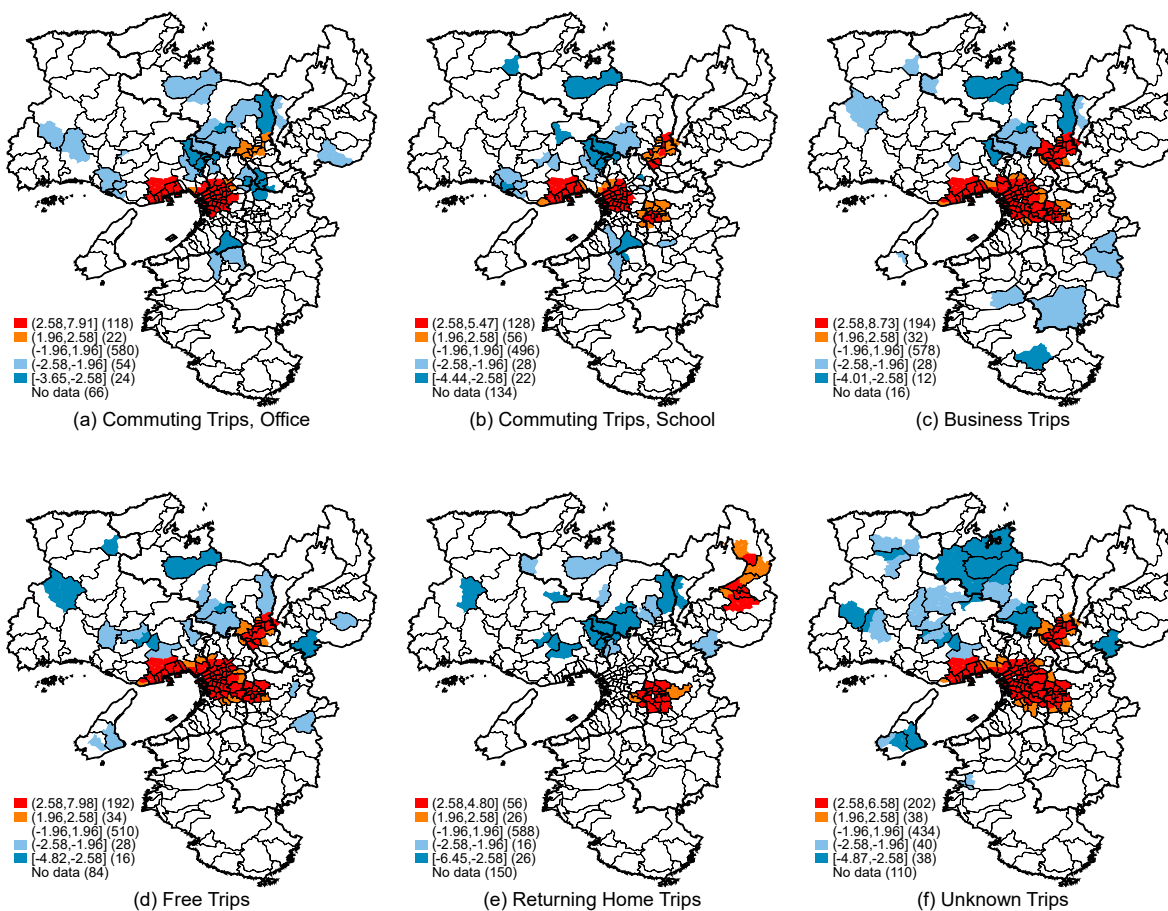 (2.58,7.91] (118)
(1.96,2.58] (22)
(-1.96,1.96] (580)
(-2.58,-1.96] (54)
[-3.65,-2.58] (24)
No data (66)
(a) Commuting Trips, Office
(2.58,5.47] (128)
(1.96,2.58] (56)
(-1.96,1.96] (496)
(-2.58,-1.96] (28)
[-4.44,-2.58] (22)
No data (134)
(b) Commuting Trips, School
(2.58,8.73] (194)
(1.96,2.58] (32)
(-1.96,1.96] (578)
(-2.58,-1.96] (28)
[-4.01,-2.58] (12)
No data (16)
(c) Business Trips
(2.58,7.98] (192)
(1.96,2.58] (34)
(-1.96,1.96] (510)
(-2.58,-1.96] (28)
[-4.82,-2.58] (16)
No data (84)
(d) Free Trips
(2.58,4.80] (56)
(1.96,2.58] (26)
(-1.96,1.96] (588)
(-2.58,-1.96] (16)
[-6.45,-2.58] (26)
No data (150)
(e) Returning Home Trips
(2.58,6.58] (202)
(1.96,2.58] (38)
(-1.96,1.96] (434)
(-2.58,-1.96] (40)
[-4.87,-2.58] (38)
No data (110)
(f) Unknown Trips